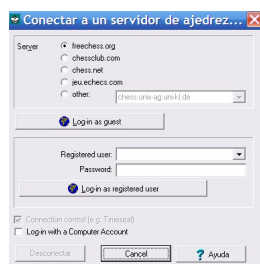 Conectar a un servidor de ajedrez...
Server
freechess.org
chessclub.com
chess.net
jeu.echecs.com
other:
chess.unix-ag.uni-kl.de
Log-in as guest
Registered user:
Password:
Log-in as registered user
Connection control (e.g. Timeseal)
Log-in with a Computer Account
Desconectar
Cancel
Ayuda